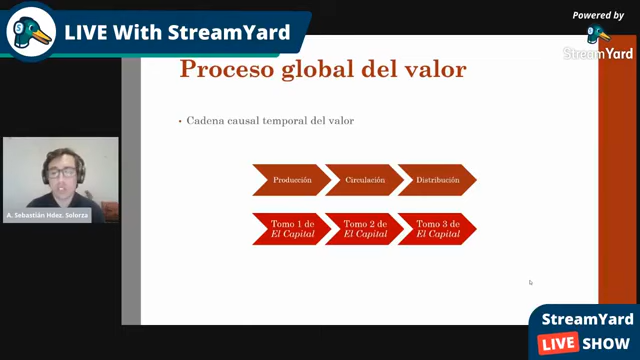 LIVE With StreamYard
Powered by
StreamYard
Proceso global del valor
• Cadena causal temporal del valor
Producción
Circulación
Distribución
Tomo 1 de
El Capital
Tomo 2 de
El Capital
Tomo 3 de
El Capital
A. Sebastián Hdez. Solorza
StreamYard
LIVE SHOW